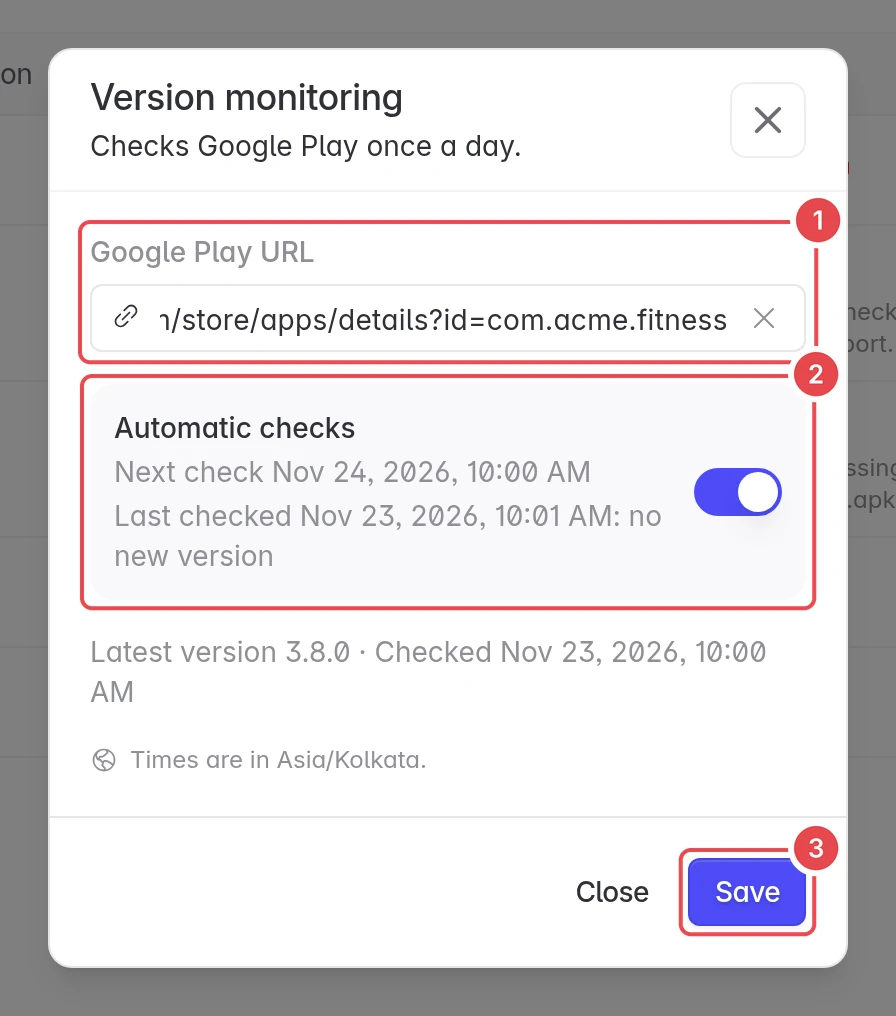 on
Version monitoring
Checks Google Play once a day.
1
Google Play URL
/store/apps/details?id=com.acme.fitness
2
Automatic checks
Next check Nov 24, 2026, 10:00 AM
Last checked Nov 23, 2026, 10:01 AM: no
new version
Latest version 3.8.0 · Checked Nov 23, 2026, 10:00
AM
Times are in Asia/Kolkata.
3
Close
Save
.apk